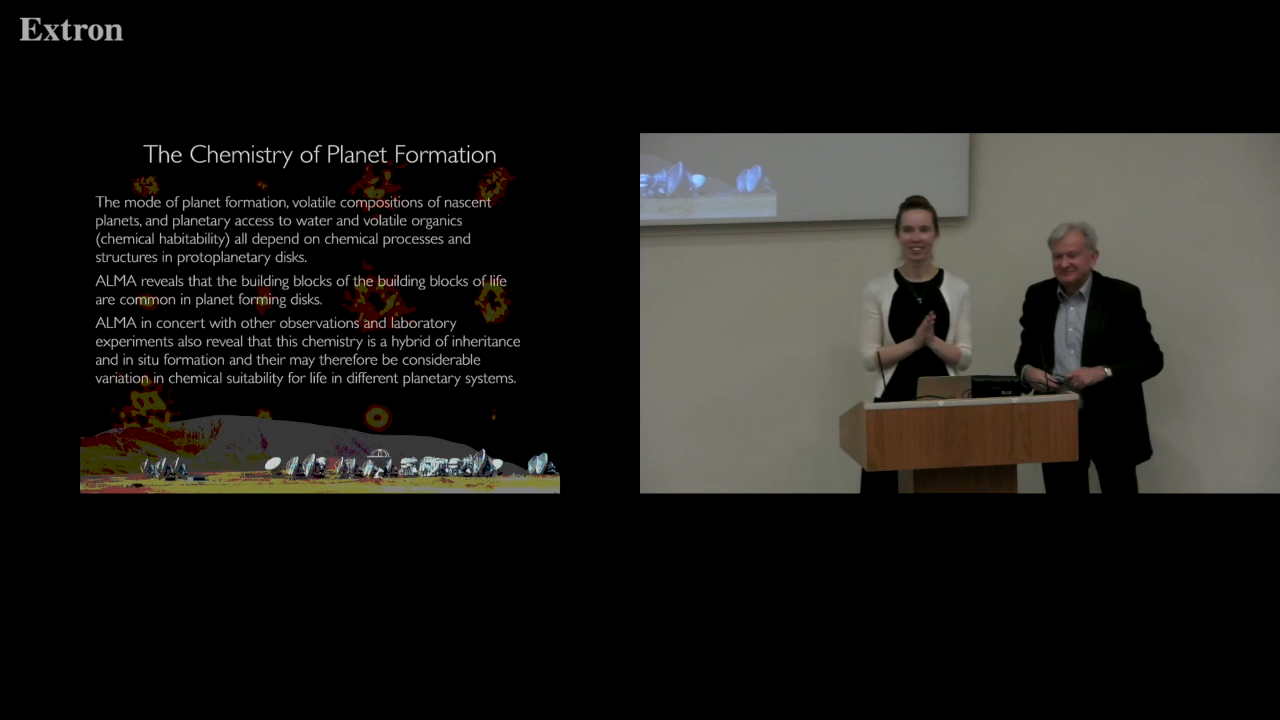 Extron
The Chemistry of Planet Formation
The mode of planet formation, volatile compositions of nascent
planets, and planetary access to water and volatile organics
(chemical habitability) all depend on chemical processes and
structures in protoplanetary disks.
ALMA reveals that the building blocks of the building blocks of life
are common in planet forming disks.
ALMA in concert with other observations and laboratory
experiments also reveal that this chemistry is a hybrid of inheritance
and in situ formation and their may therefore be considerable
variation in chemical suitability for life in different planetary systems.